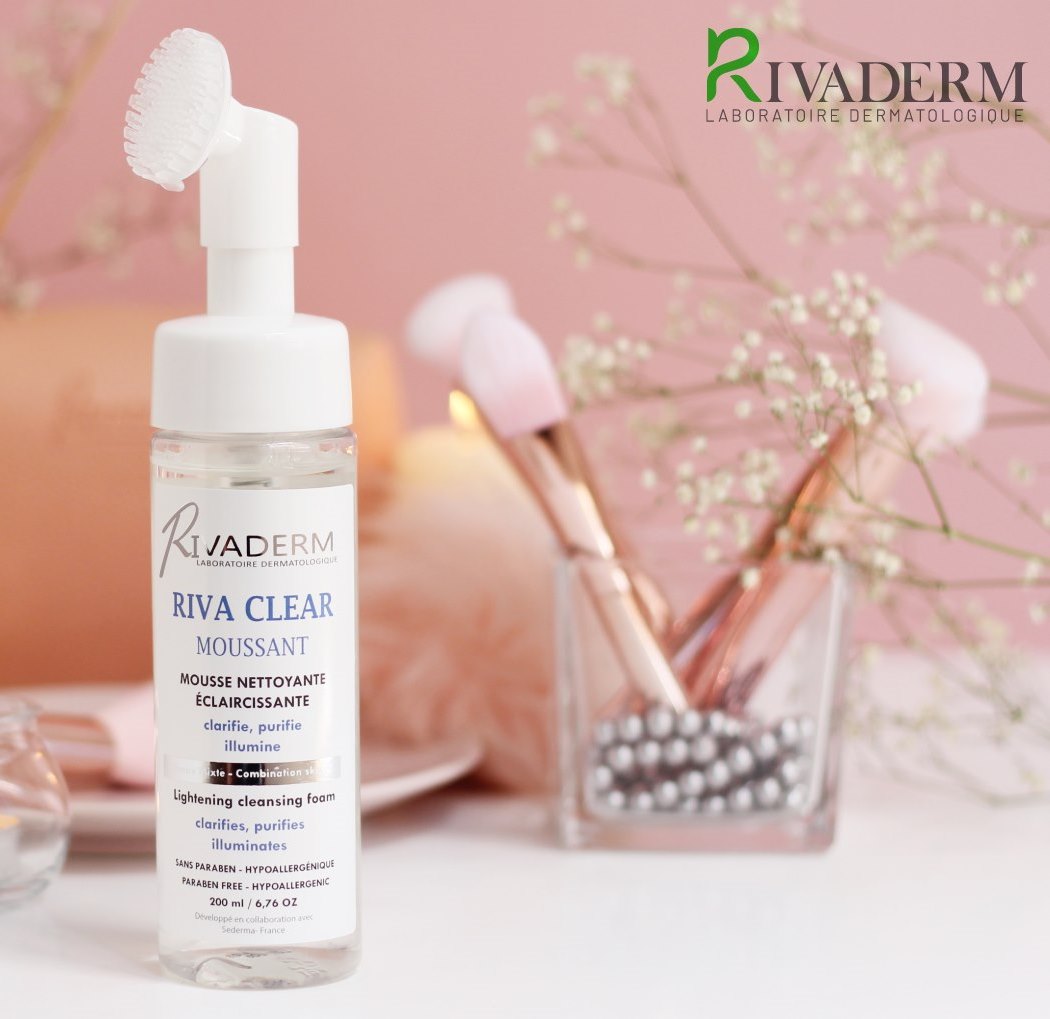 RIVADERM
LABORATOIRE DERMATOLOGIQUE
RIVADERM
LABORATOIRE DERMATOLOGIQUE
RIVA CLEAR
MOUSSANT
MOUSSE NETTOYANTE
ÉCLAIRCISSANTE
clarifie, purifie
illumine
- Combination
Lightening cleansing foam
clarifies, purifies
illuminates
SANS PARABEN - HYPOALLERGÉNIQUE
PARABEN FREE - HYPOALLERGENIC
200 ml / 6,76 OZ
Développé en collaboration avec
Sederma- France